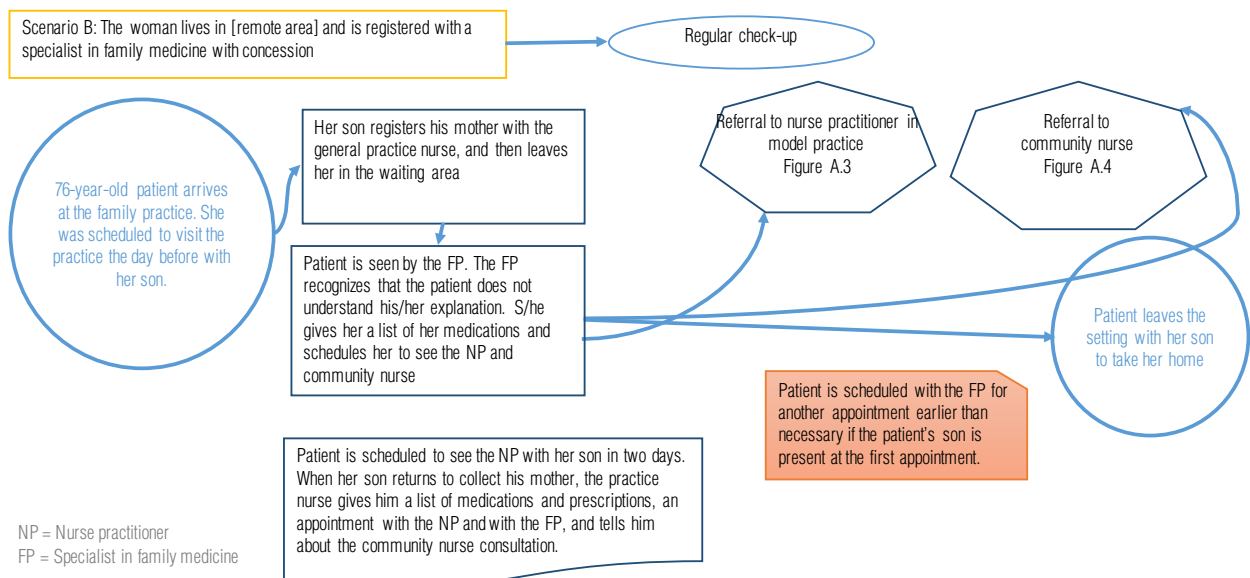 Scenario B: The woman lives in [remote area] and is registered with a
specialist in family medicine with concession
Regular check-up
76-year-old patient arrives
at the family practice. She
was scheduled to visit the
practice the day before with
her son.
Her son registers his mother with the
general practice nurse, and then leaves
her in the waiting area
Referral to nurse practitioner in
model practice
Figure A.3
Referral to
community nurse
Figure A.4
Patient is seen by the FP. The FP
recognizes that the patient does not
understand his/her explanation. S/he
gives her a list of her medications and
schedules her to see the NP and
community nurse
Patient leaves the
setting with her son
to take her home
Patient is scheduled with the FP for
another appointment earlier than
necessary if the patient's son is
present at the first appointment.
Patient is scheduled to see the NP with her son in two days.
When her son returns to collect his mother, the practice
nurse gives him a list of medications and prescriptions, an
appointment with the NP and with the FP, and tells him
about the community nurse consultation.
NP = Nurse practitioner
FP = Specialist in family medicine